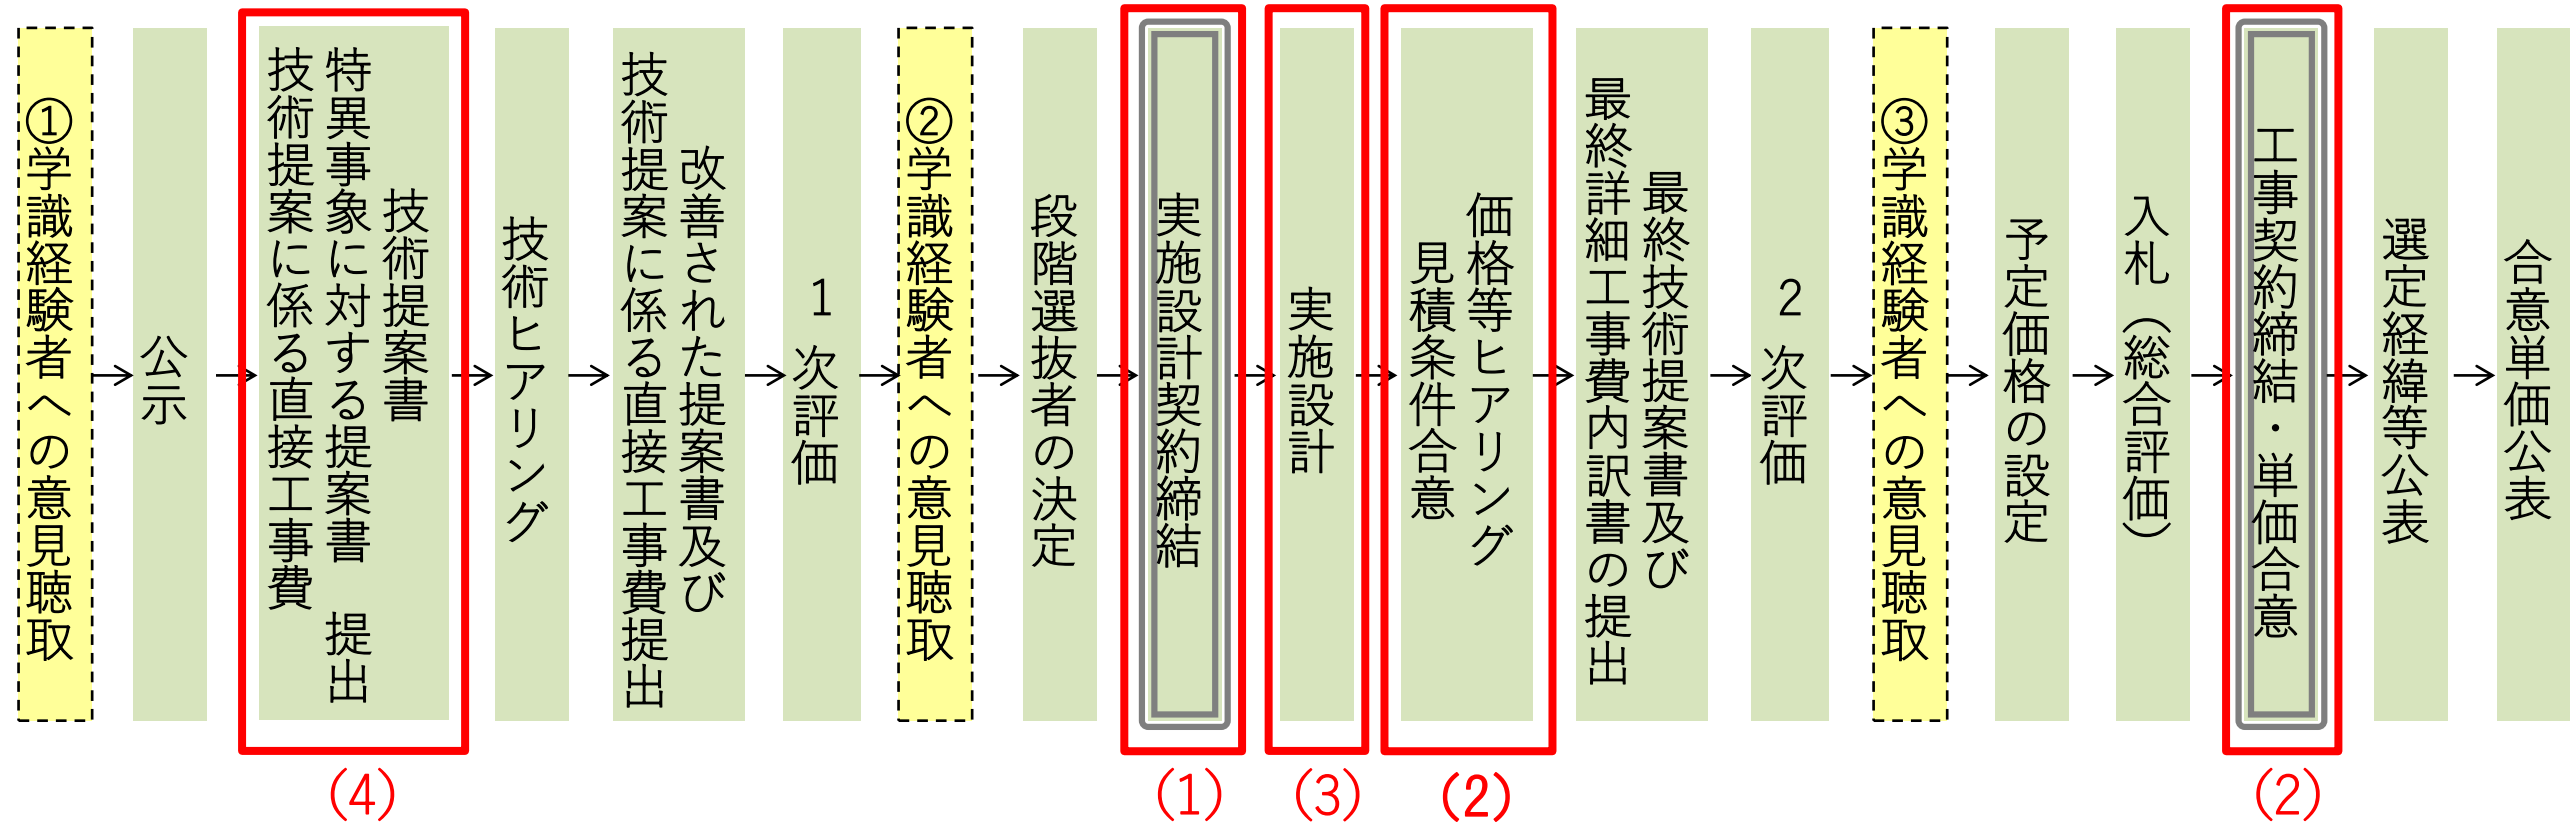 ①学識経験者への意見聴取
公示
技術提案書
特異事象に対する提案書　提出
技術提案に係る直接工事費
技術ヒアリング
改善された提案書及び
技術提案に係る直接工事費提出
1次評価
②学識経験者への意見聴取
段階選抜者の決定
実施設計契約締結
実施設計
価格等ヒアリング
見積条件合意
最終技術提案書及び
最終詳細工事費内訳書の提出
2次評価
③学識経験者への意見聴取
予定価格の設定
入札（総合評価）
工事契約締結・単価合意
選定経緯等公表
合意単価公表
(4)
(1)
(3)
(2)
(2)